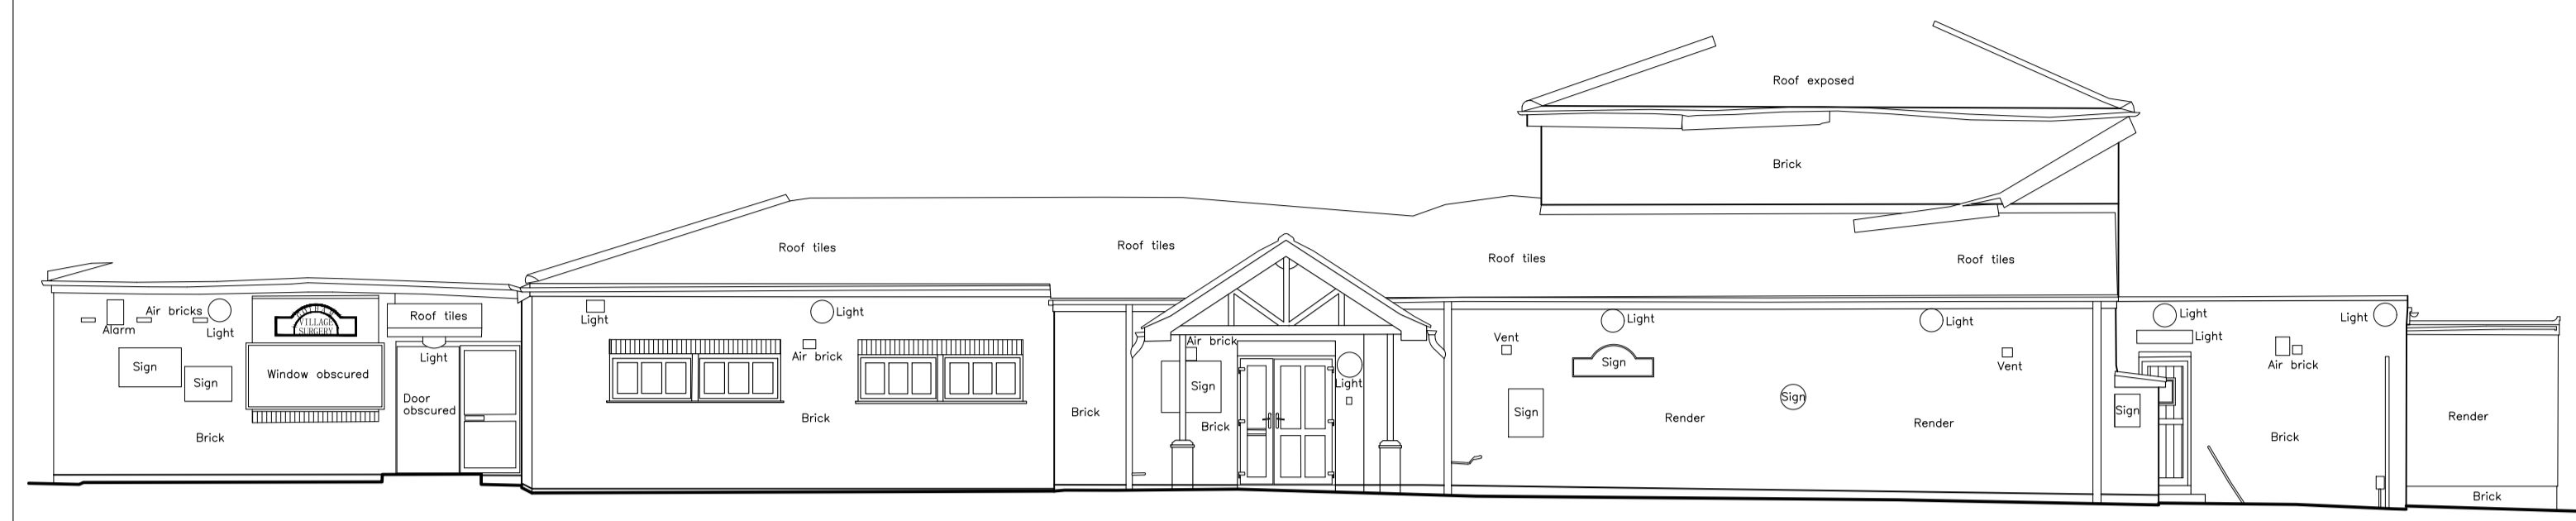 Roof exposed
Brick
Roof tiles
Roof tiles
Roof tiles
Roof tiles
Alarm
Air bricks
Light
VILLAGE
SURGERY
Roof tiles
Light
Sign
Sign
Window obscured
Door
obscured
Brick
Light
Light
Air brick
Brick
Brick
Air brick
Sign
Brick
Light
Vent
Light
Sign
Sign
Sign
Render
Light
Vent
Render
Light
Light
Sign
Light
Air brick
Brick
Render
Brick